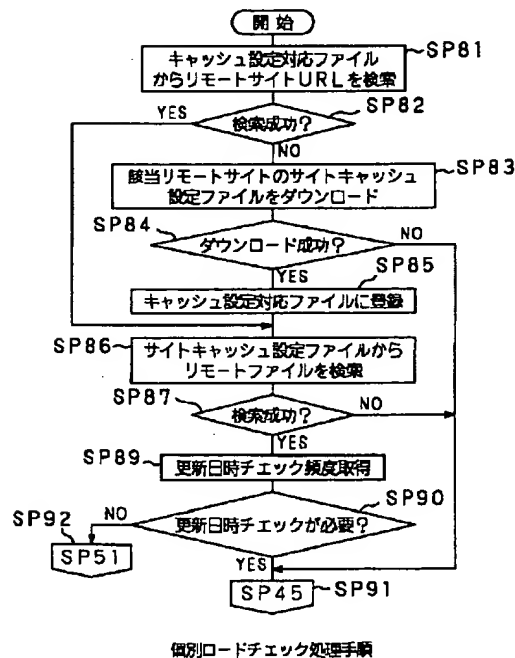 開始
キャッシュ設定対応ファイル
からリモートサイトURLを検索
SP81
SP82
YES
検索成功?
NO
SP83
該当リモートサイトのサイトキャッシュ
設定ファイルをダウンロード
SP84
ダウンロード成功?
NO
YES
SP85
キャッシュ設定対応ファイルに登録
SP86
サイトキャッシュ設定ファイルから
リモートファイルを検索
SP87
検索成功?
NO
YES
SP89
更新日時チェック頻度取得
SP90
SP92
NO
更新日時チェックが必要?
SP51
YES
SP45
SP91
個別ロードチェック処理手順